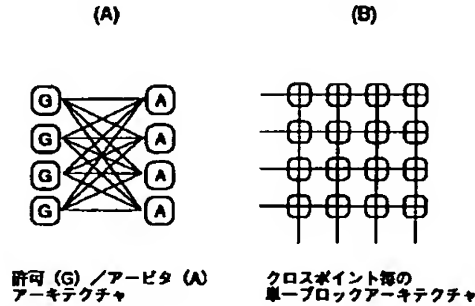 (A)
(B)
G A
G A
G A
G A
許可 (G) /アービタ (A)
アーキテクチャ
クロスポイント毎の
単一ブロックアーキテクチャ